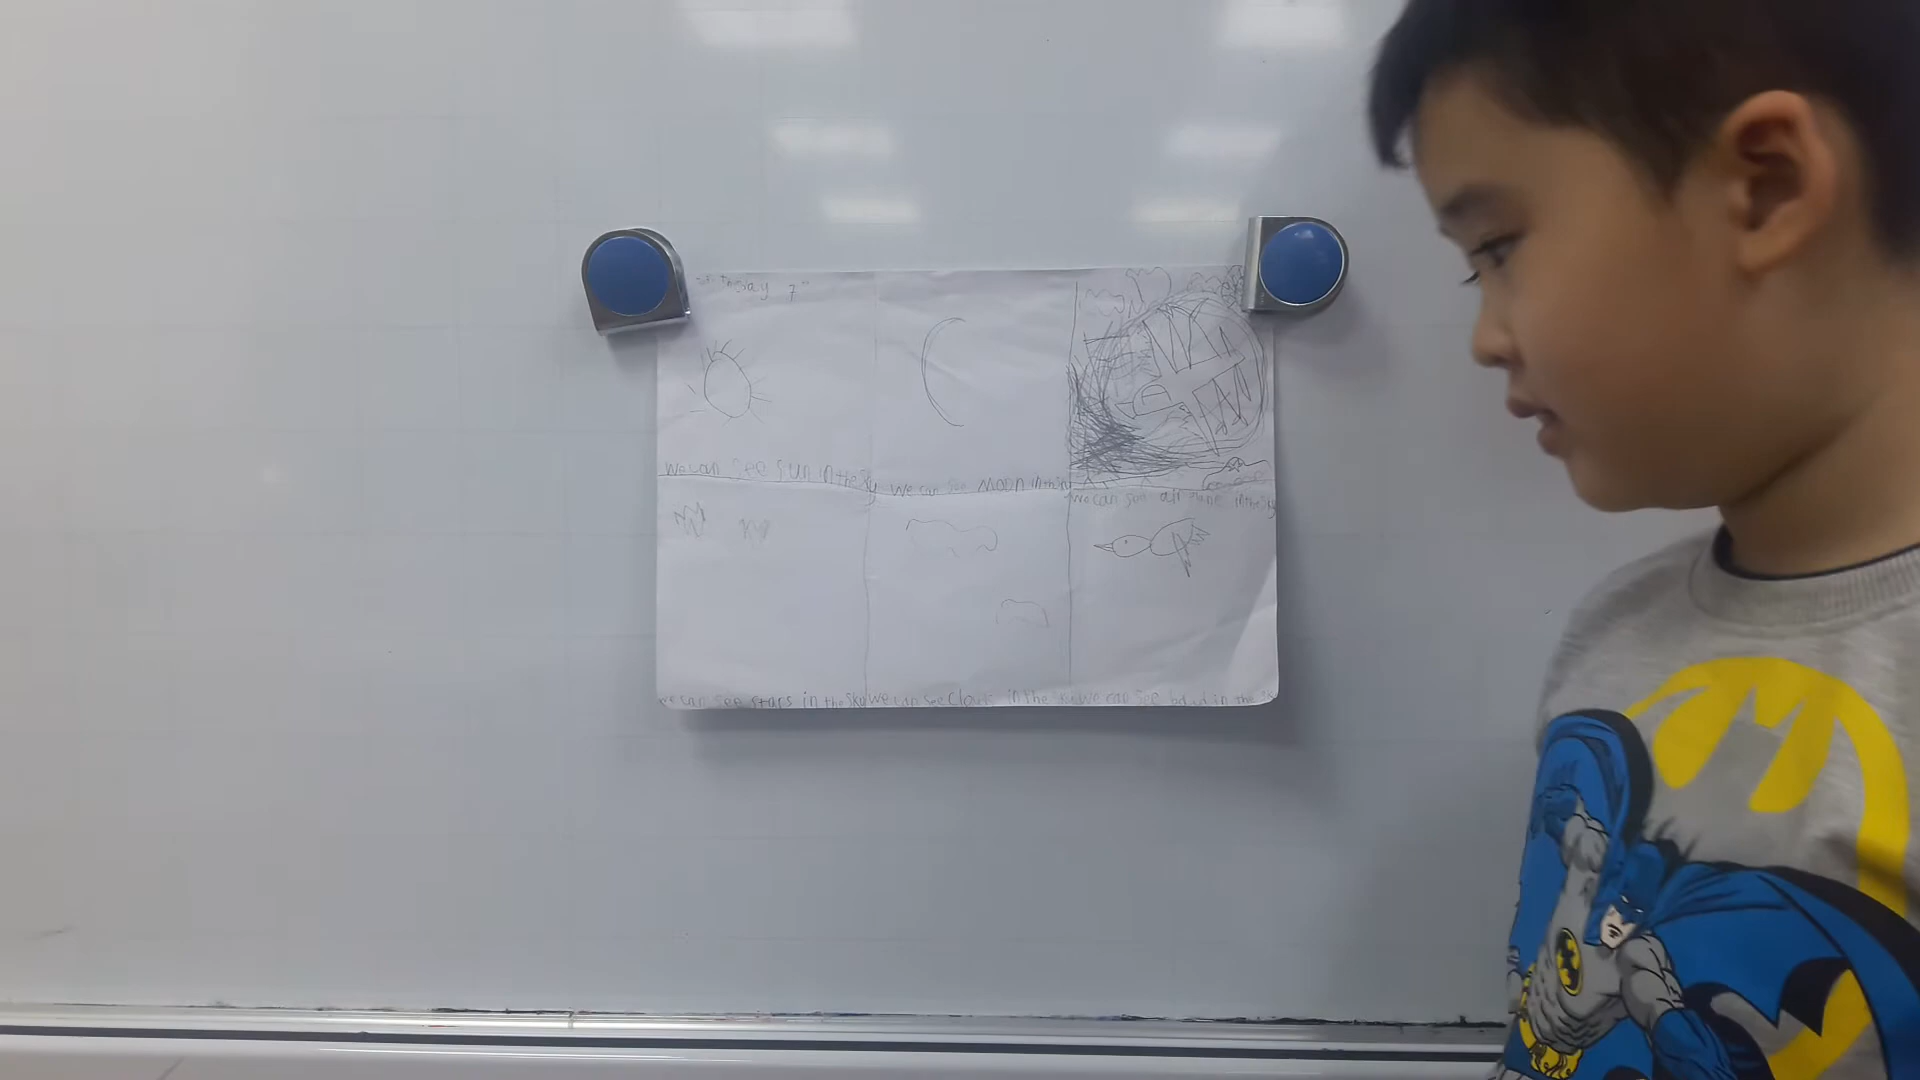 in the say 7"
we can see sun in the sky
we can see moon in the
we can see air plane in the sky
we can see stars in the sky
we can see clouds in the sky
we can see in the sky